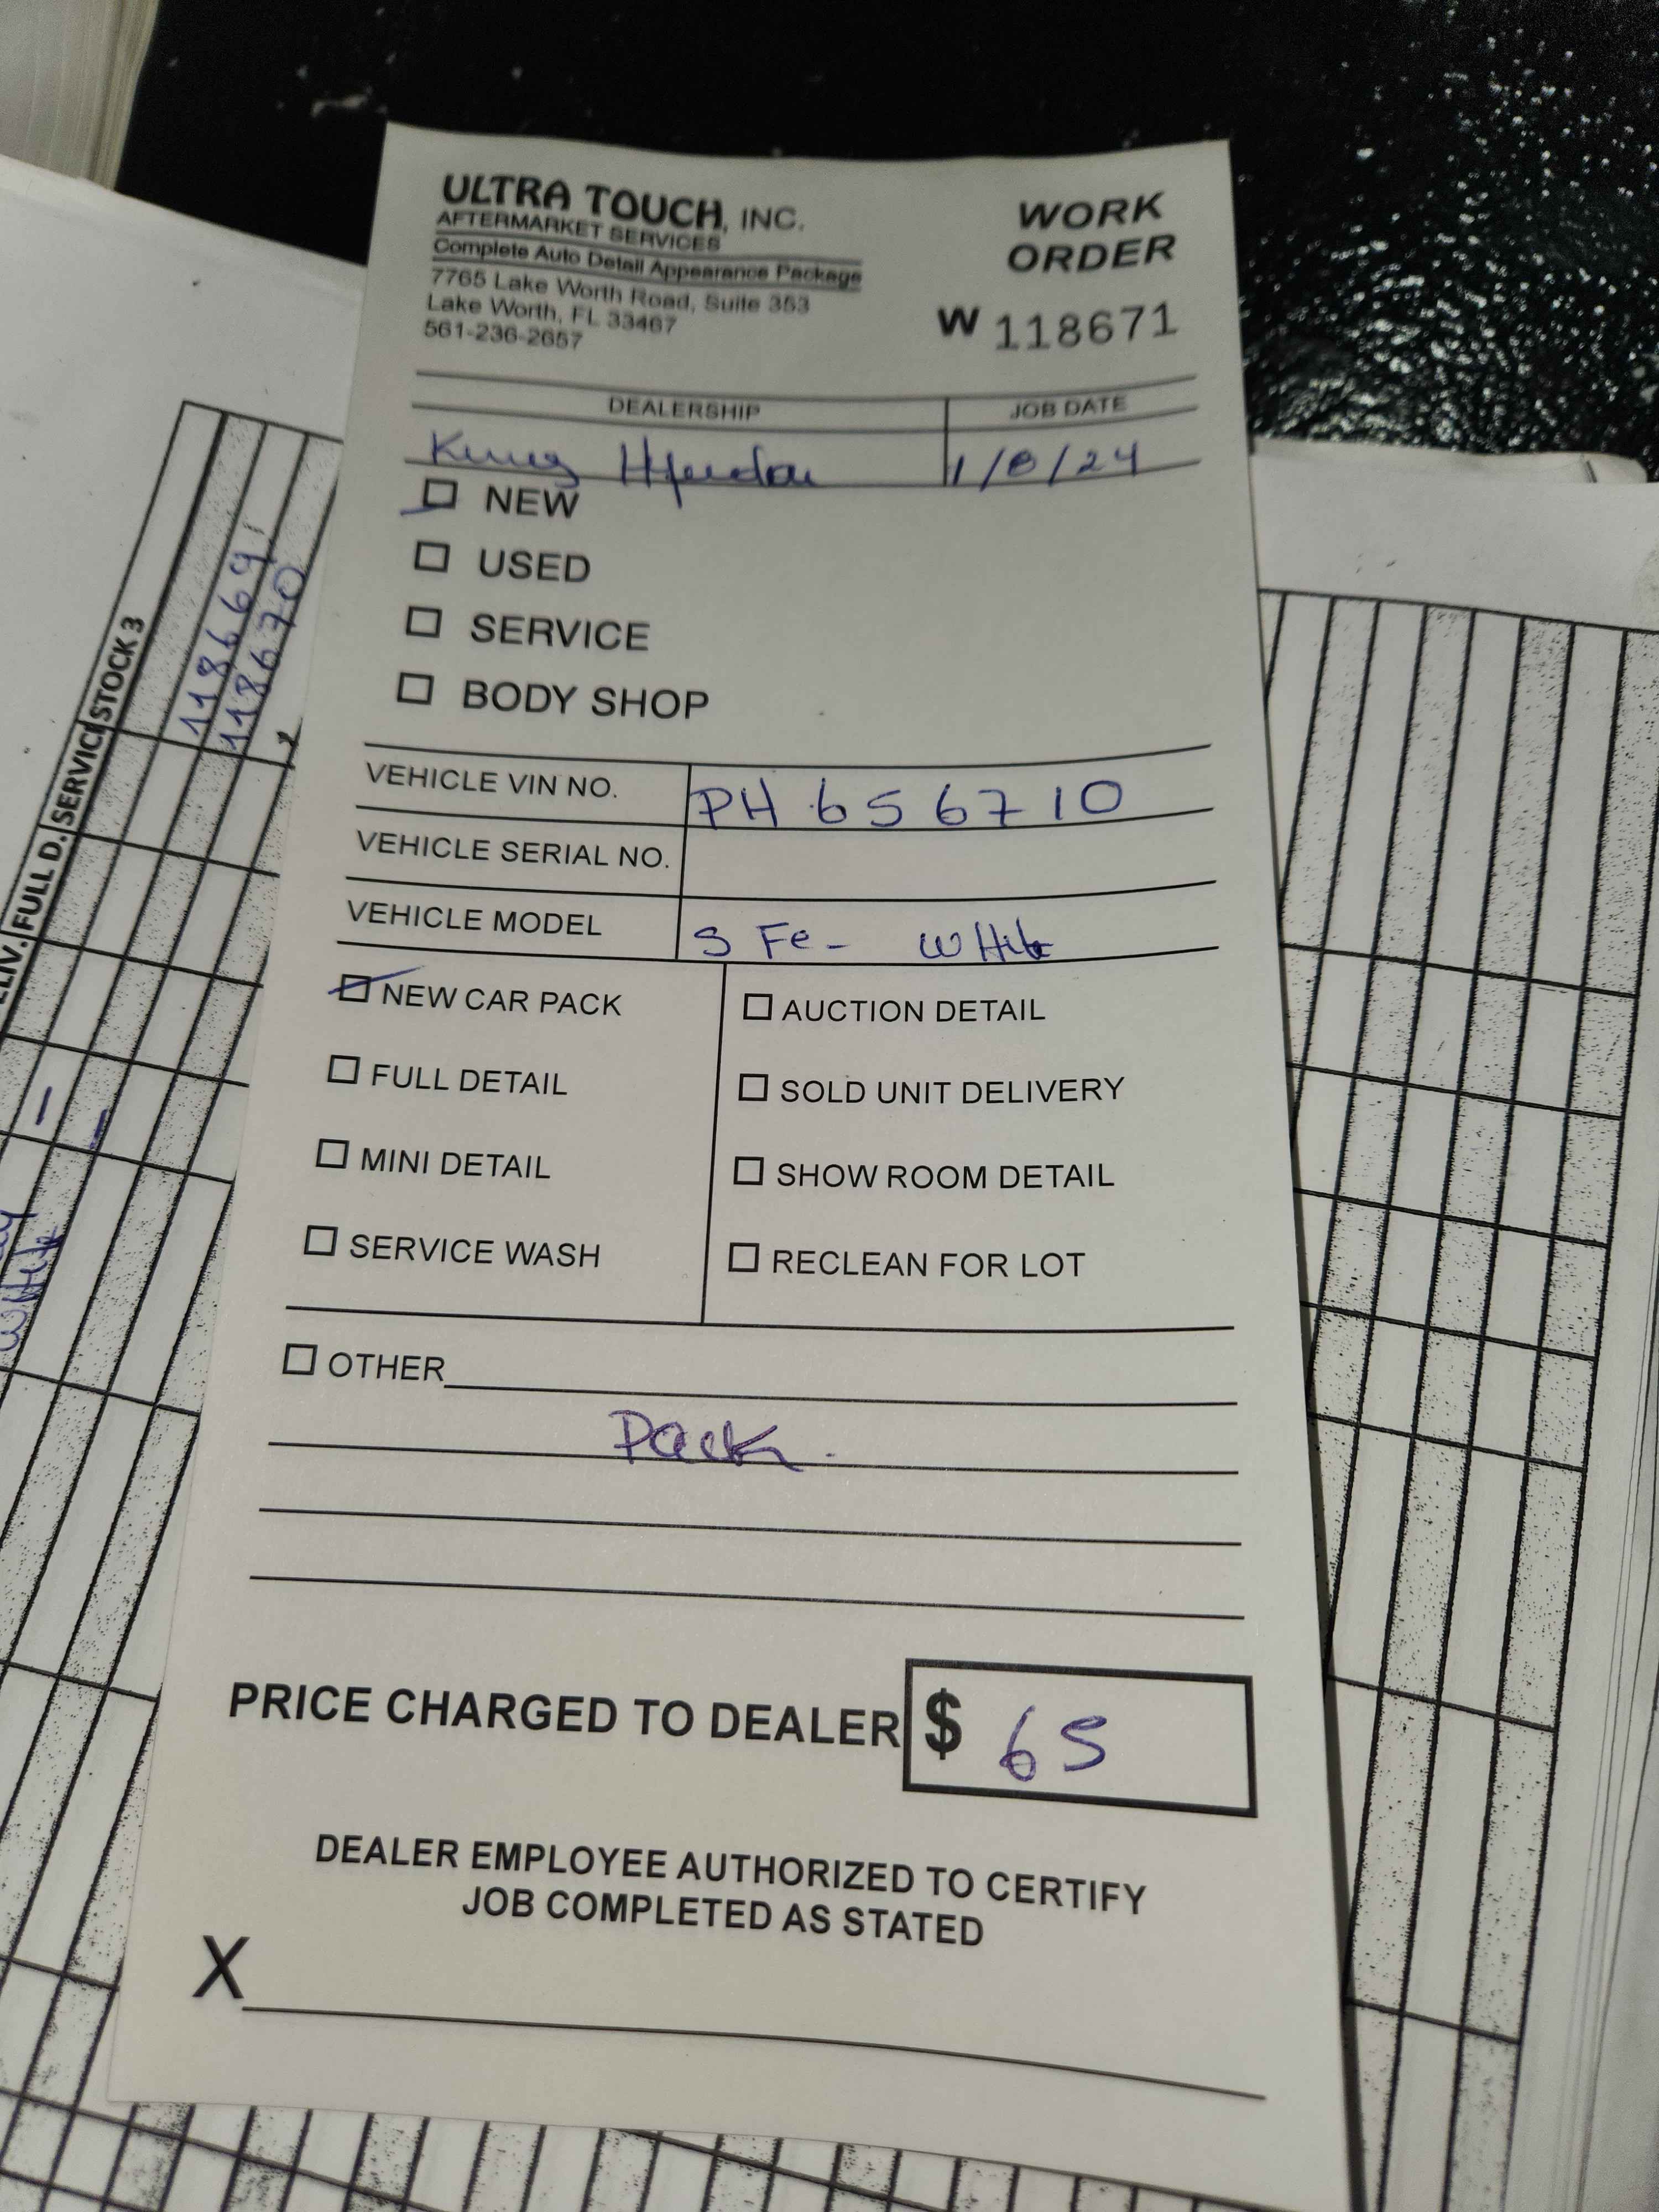 ULTRA TOUCH, INC.
AFTERMARKET SERVICES
Complete Auto Detail Appearance Package
7765 Lake Worth Road, Suite 353
Lake Worth, FL 33467
561-236-2657
WORK
ORDER
W 118671
DEALERSHIP JOB DATE
1/8/24
NEW
USED
SERVICE
BODY SHOP
VEHICLE VIN NO. PH 656710
VEHICLE SERIAL NO.
VEHICLE MODEL S Fe - WHite
NEW CAR PACK
AUCTION DETAIL
FULL DETAIL
SOLD UNIT DELIVERY
MINI DETAIL
SHOW ROOM DETAIL
SERVICE WASH
RECLEAN FOR LOT
OTHER
Pack.
PRICE CHARGED TO DEALER $ 65
DEALER EMPLOYEE AUTHORIZED TO CERTIFY
JOB COMPLETED AS STATED
X
FULL D. SERVICE STOCK 3
118669
118670
WHite